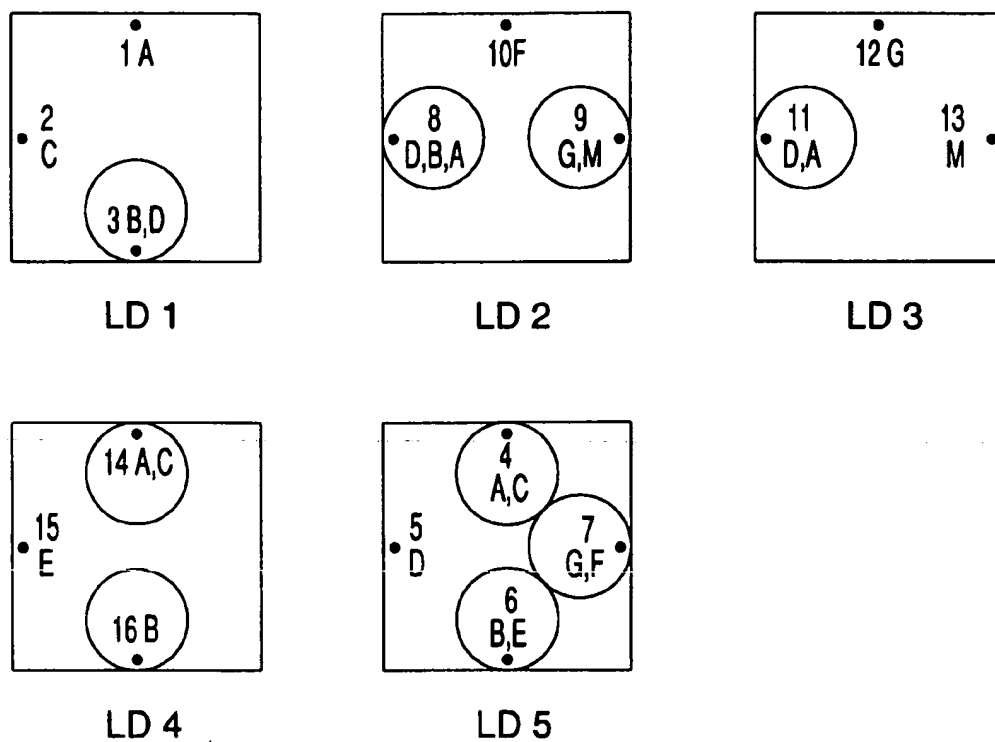 1 A
2
C
3 B,D
LD 1
10F
8
D,B,A
9
G,M
LD 2
12 G
11
D,A
13
M
LD 3
14 A,C
15
E
16 B
LD 4
4
A,C
5
D
7
G,F
6
B,E
LD 5